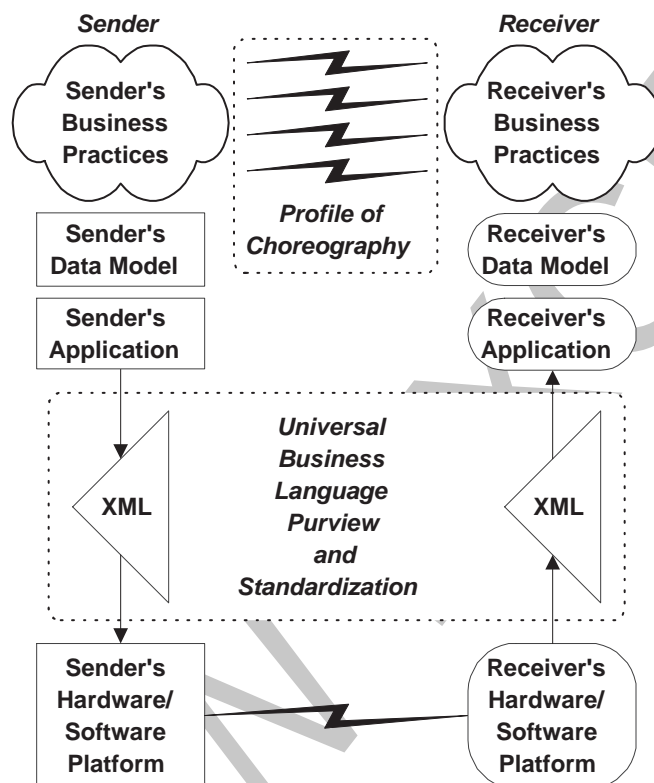 Sender
Receiver
Sender's
Business
Practices
Receiver's
Business
Practices
Profile of
Choreography
Sender's
Data Model
Receiver's
Data Model
Sender's
Application
Receiver's
Application
Universal
Business
Language
Purview
and
Standardization
XML
XML
Sender's
Hardware/
Software
Platform
Receiver's
Hardware/
Software
Platform